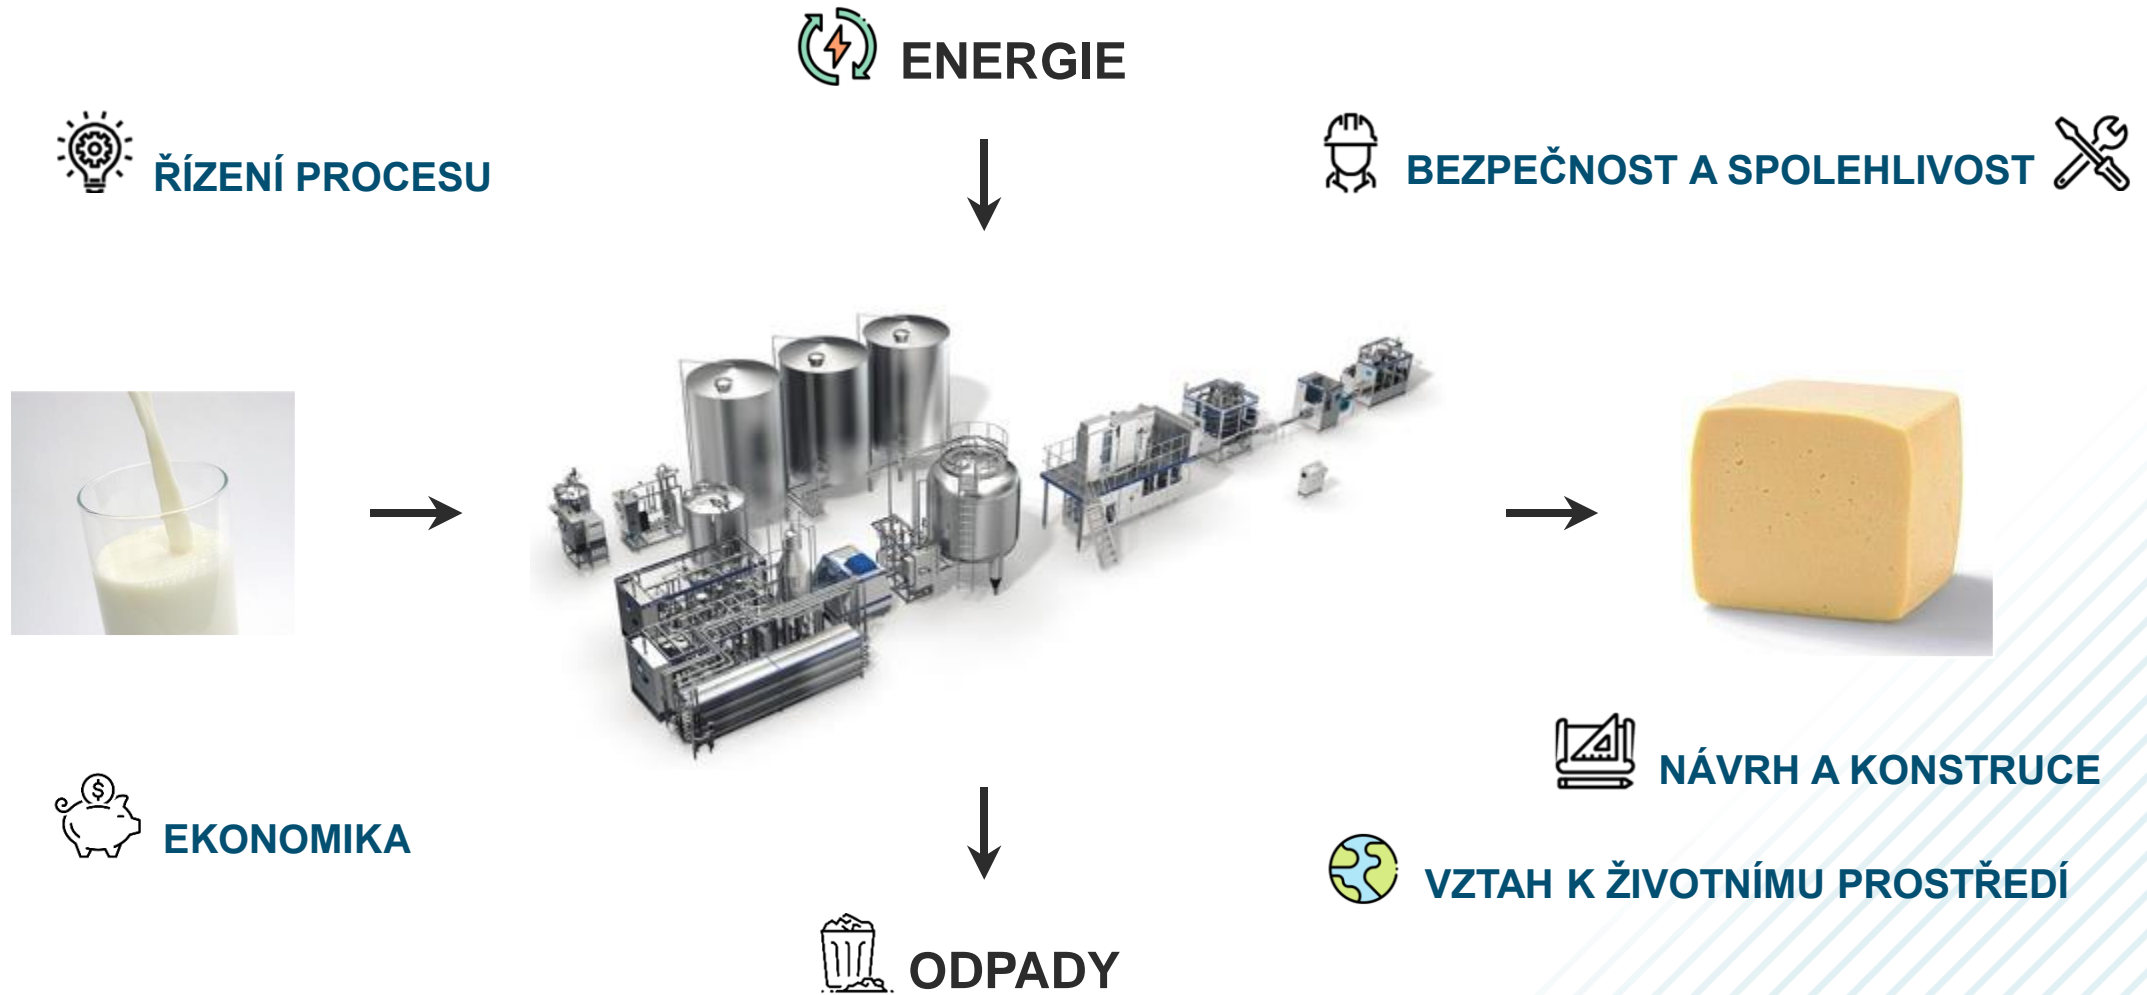 ENERGIE
ŘÍZENÍ PROCESU
BEZPEČNOST A SPOLEHLIVOST
NÁVRH A KONSTRUCE
EKONOMIKA
VZTAH K ŽIVOTNÍMU PROSTŘEDÍ
ODPADY